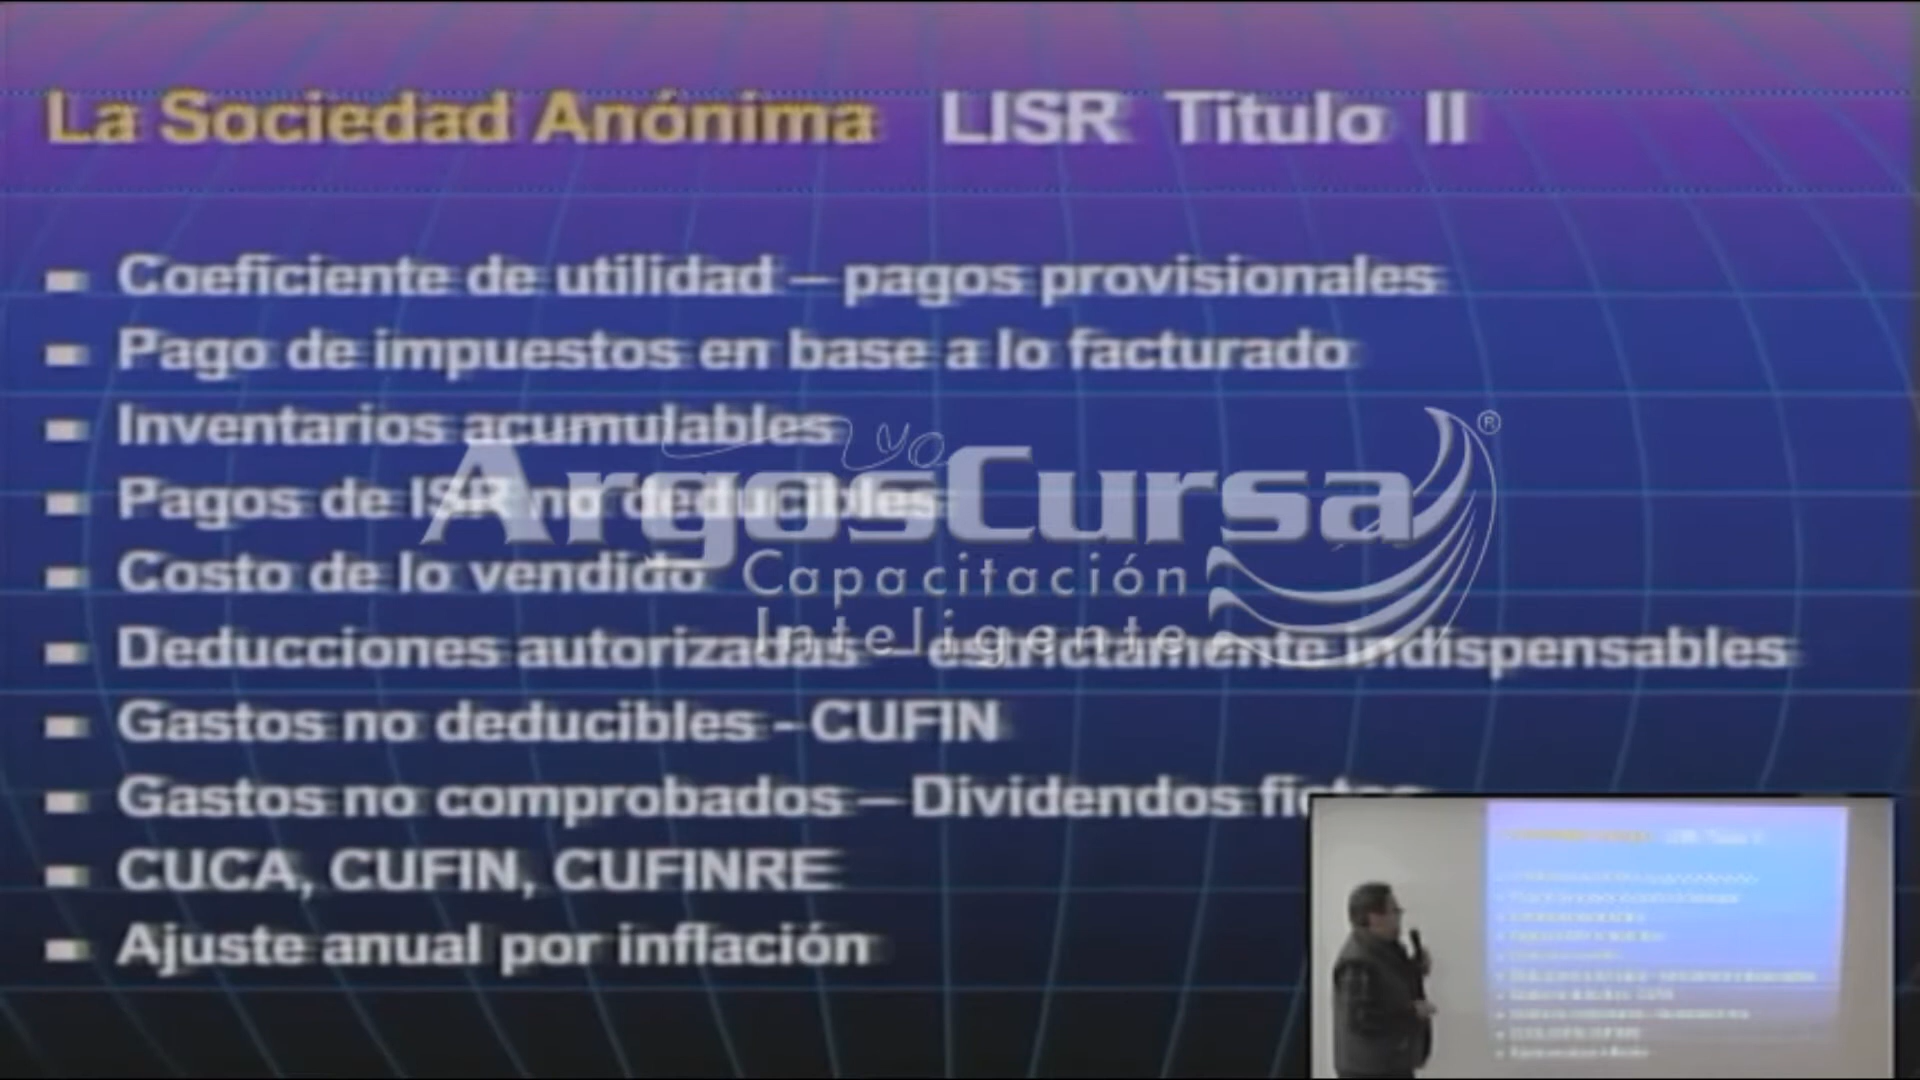 La Sociedad Anónima LISR Titulo II
Coeficiente de utilidad – pagos provisionales
Pago de impuestos en base a lo facturado
Inventarios acumulables
Pagos de ISR no deducibles
Costo de lo vendido
Deducciones autorizadas – estrictamente indispensables
Gastos no deducibles - CUFIN
Gastos no comprobados – Dividendos fictos
CUCA, CUFIN, CUFINRE
Ajuste anual por inflación
yo
ArgosCursa ®
Capacitación
Inteligente